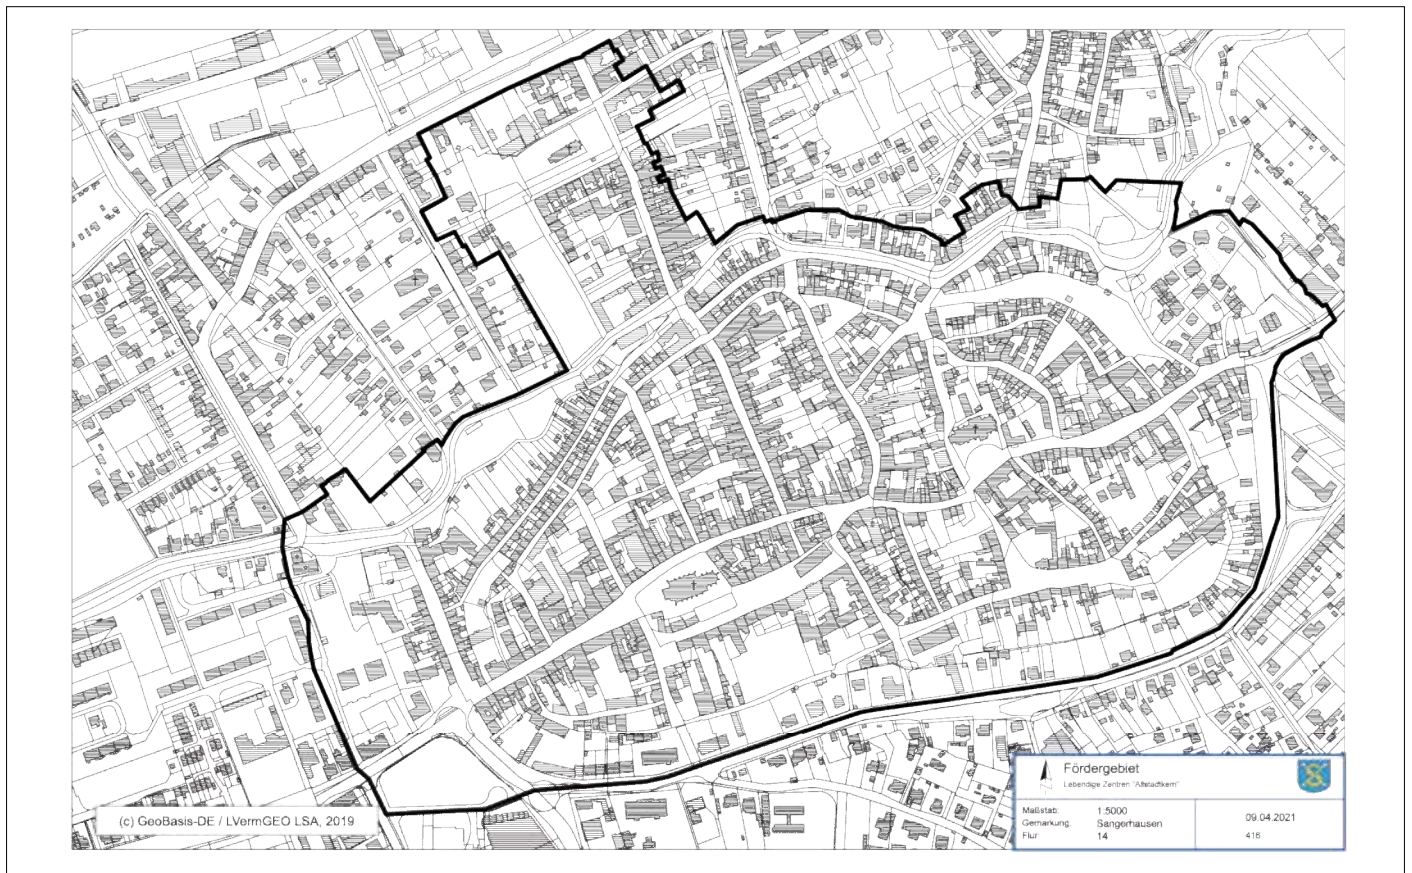 (c) GeoBasis-DE / LVermGEO LSA, 2019
Fördergebiet
Lebendige Zentren "Altstadtkern"
Maßstab: 1:5000
Gemarkung: Sangerhausen
Flur 14
09.04.2021
416